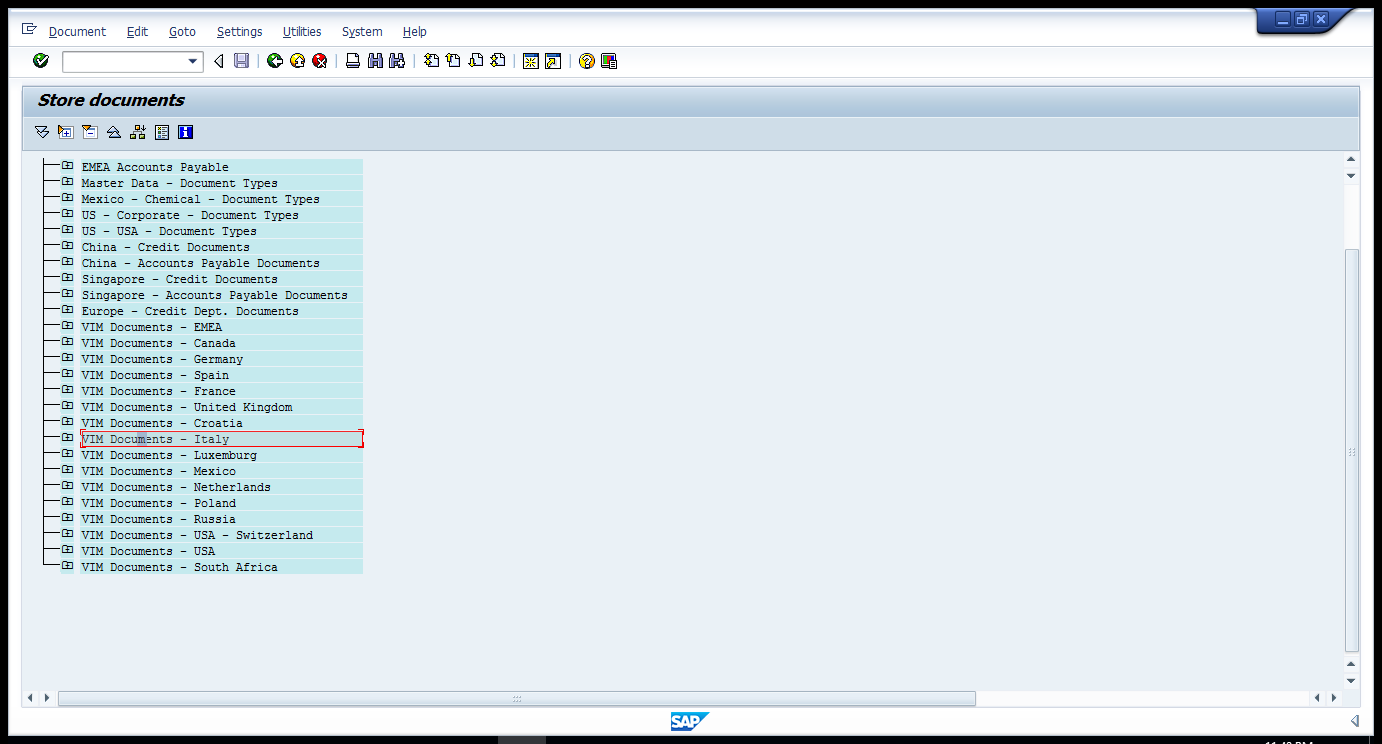 Document Edit Goto Settings Utilities System Help
Store documents
EMEA Accounts Payable
Master Data - Document Types
Mexico - Chemical - Document Types
US - Corporate - Document Types
US - USA - Document Types
China - Credit Documents
China - Accounts Payable Documents
Singapore - Credit Documents
Singapore - Accounts Payable Documents
Europe - Credit Dept. Documents
VIM Documents - EMEA
VIM Documents - Canada
VIM Documents - Germany
VIM Documents - Spain
VIM Documents - France
VIM Documents - United Kingdom
VIM Documents - Croatia
VIM Documents - Italy
VIM Documents - Luxemburg
VIM Documents - Mexico
VIM Documents - Netherlands
VIM Documents - Poland
VIM Documents - Russia
VIM Documents - USA - Switzerland
VIM Documents - USA
VIM Documents - South Africa
SAP